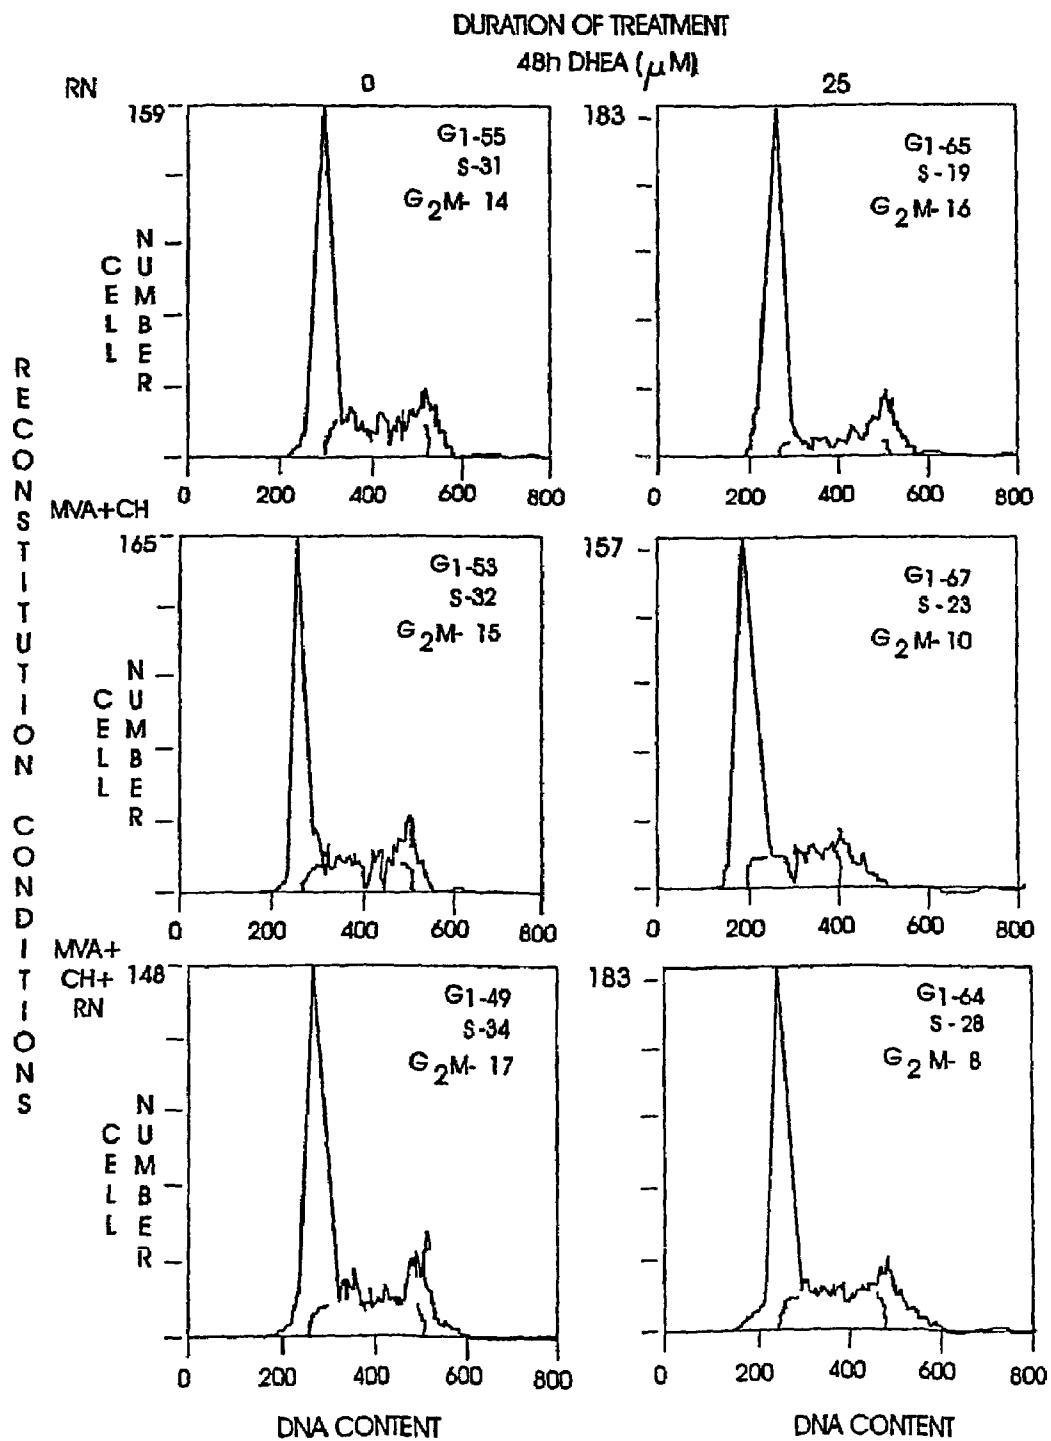 DURATION OF TREATMENT
48h DHEA (μM)
RN 0 25
159
G1-55
S-31
G2M- 14
CELL NUMBER
0 200 400 600 800
183
G1-65
S-19
G2M-16
0 200 400 600 800
RECONSTITUTION CONDITIONS
MVA+CH
165
G1-53
S-32
G2M- 15
CELL NUMBER
0 200 400 600 800
157
G1-67
S-23
G2M-10
0 200 400 600 800
MVA+
CH+
RN
148
G1-49
S-34
G2M- 17
CELL NUMBER
0 200 400 600 800
DNA CONTENT
183
G1-64
S-28
G2 M- 8
0 200 400 600 800
DNA CONTENT